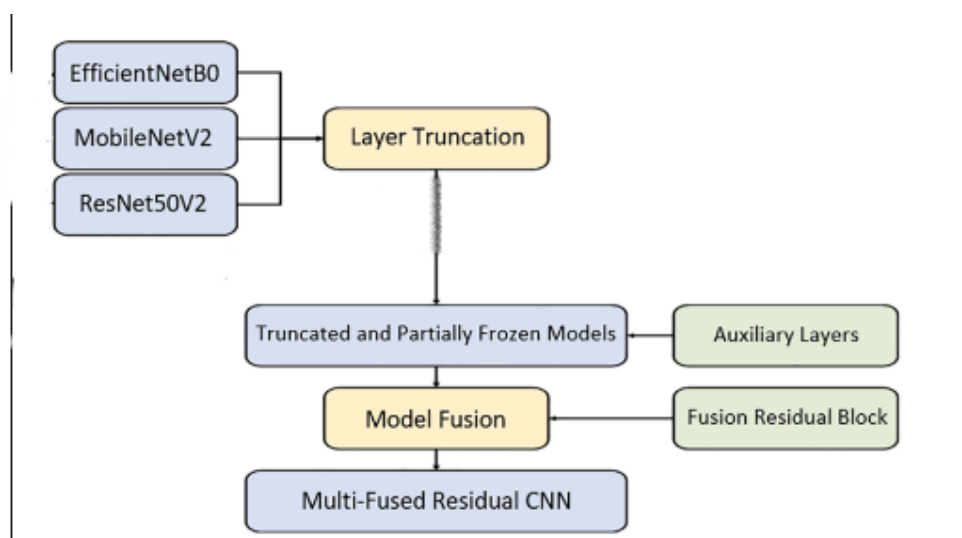 EfficientNetB0
MobileNetV2
ResNet50V2
Layer Truncation
Truncated and Partially Frozen Models
Auxiliary Layers
Model Fusion
Fusion Residual Block
Multi-Fused Residual CNN